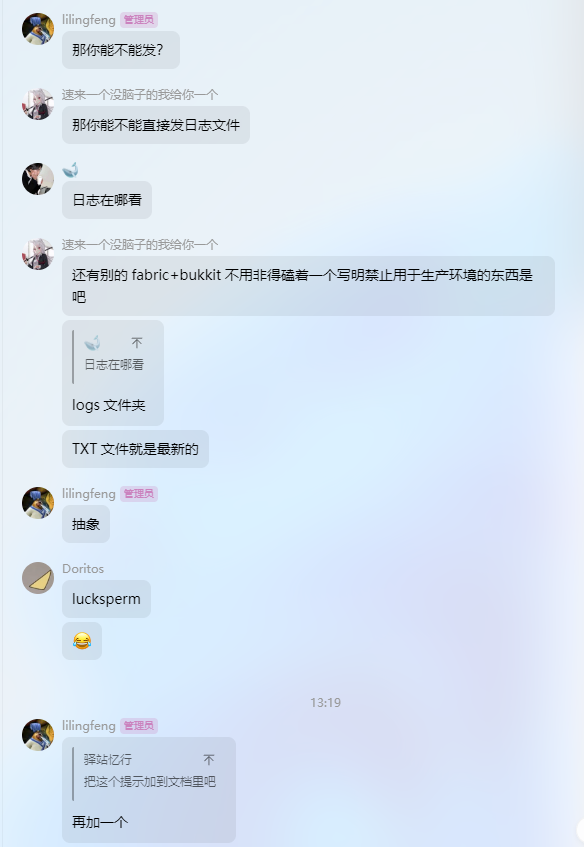 lilingfeng 管理员
那你能不能发？
速来一个没脑子的我给你一个
那你能不能直接发日志文件
日志在哪看
速来一个没脑子的我给你一个
还有别的 fabric+bukkit 不用非得磕着一个写明禁止用于生产环境的东西是
吧
日志在哪看
logs 文件夹
TXT 文件就是最新的
lilingfeng 管理员
抽象
Doritos
lucksperm
😂
13:19
lilingfeng 管理员
驿站忆行
把这个提示加到文档里吧
再加一个